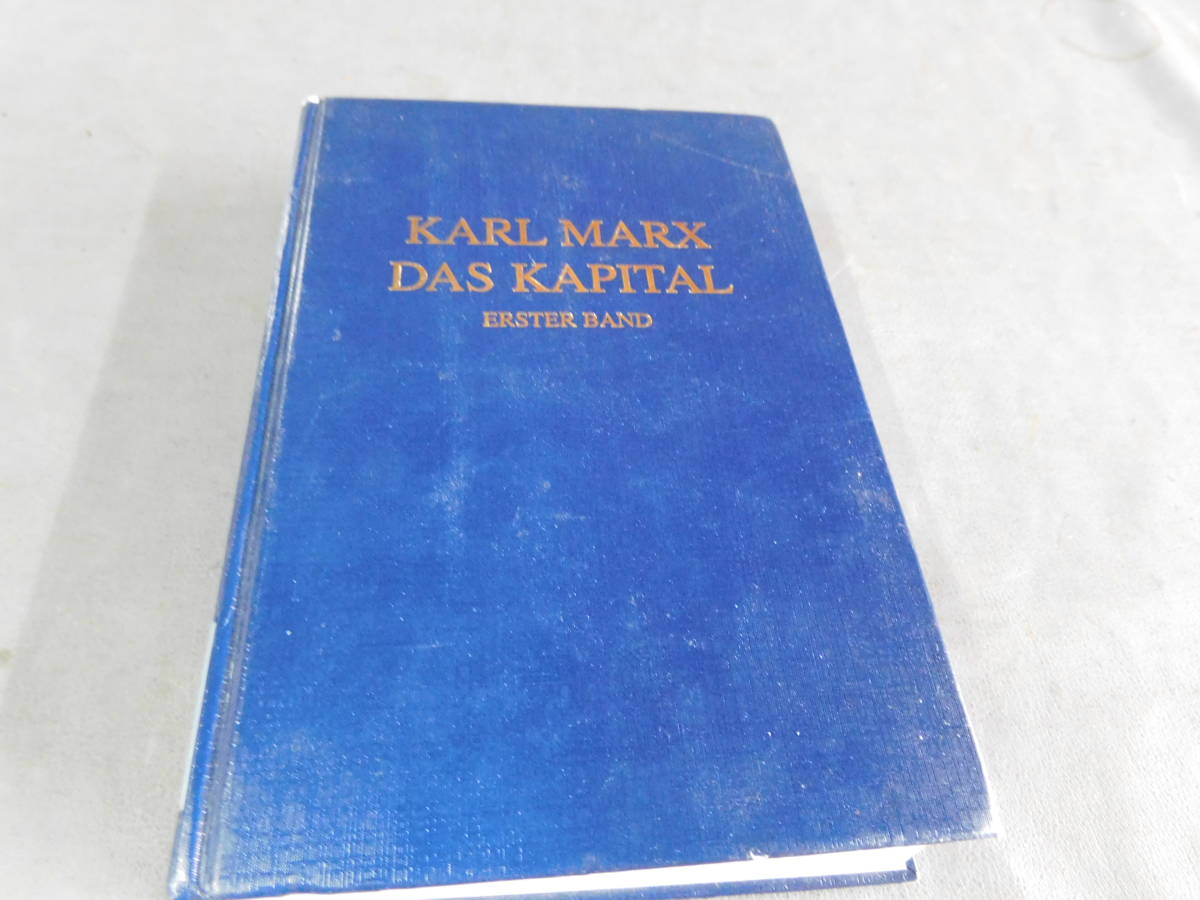 KARL MARX
DAS KAPITAL
ERSTER BAND